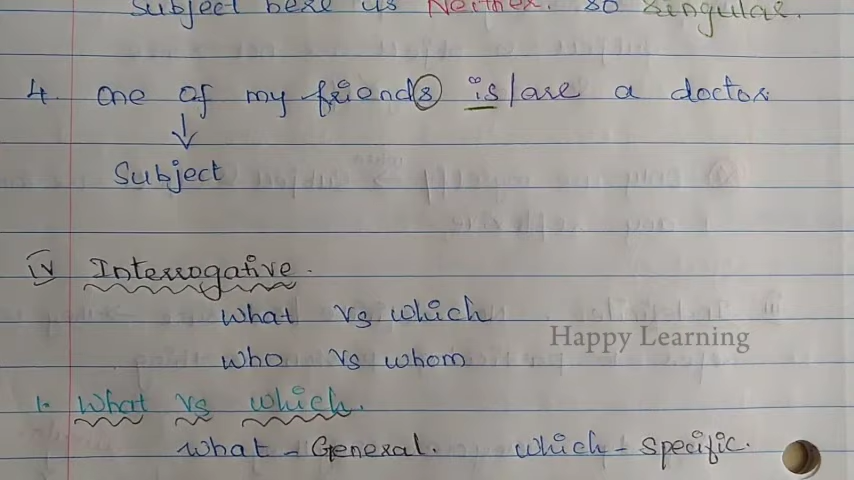 Subject here is Neither. so singular.
4. One of my friends is/are a doctor.
Subject
iv Interrogative.
What Vs which
Who Vs whom
1. What Vs which.
What - General. which - specific.
Happy Learning